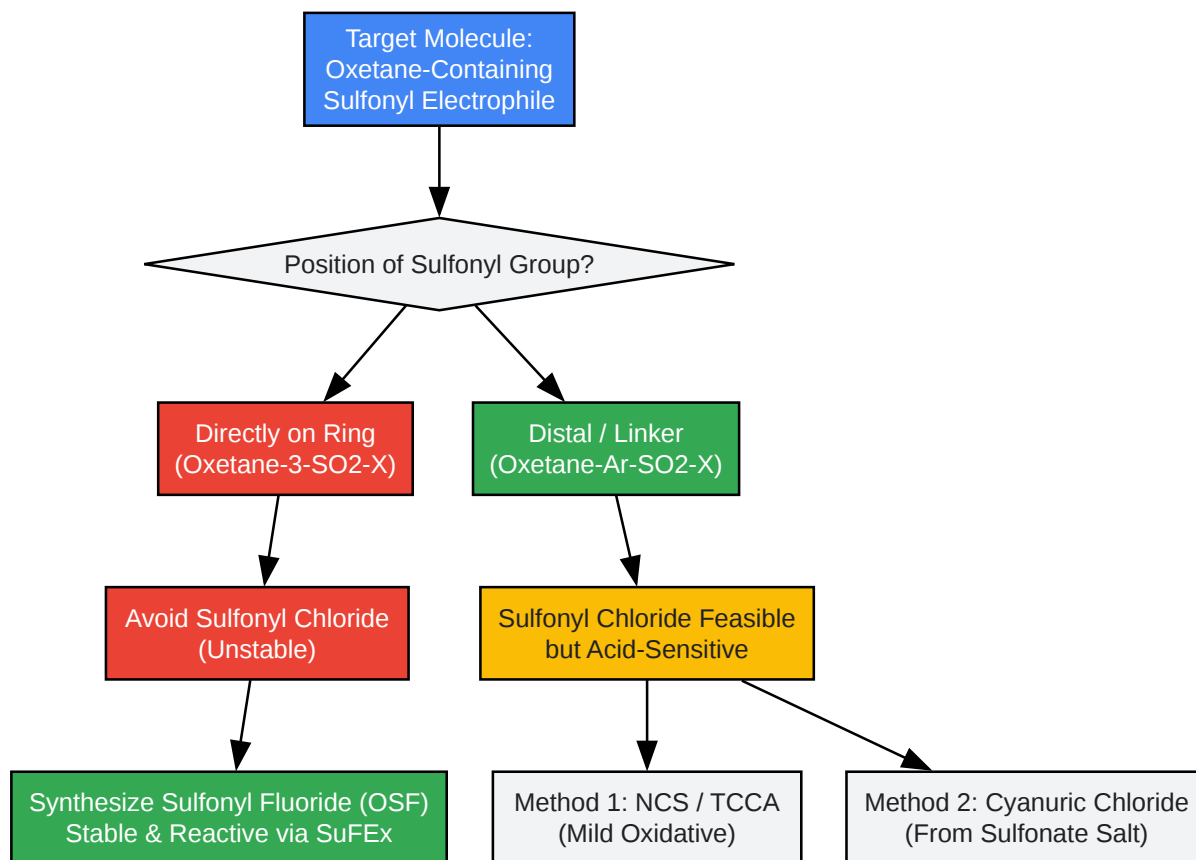 Target Molecule:
Oxetane-Containing
Sulfonyl Electrophile
Position of Sulfonyl Group?
Directly on Ring
(Oxetane-3-SO2-X)
Distal / Linker
(Oxetane-Ar-SO2-X)
Avoid Sulfonyl Chloride
(Unstable)
Sulfonyl Chloride Feasible
but Acid-Sensitive
Synthesize Sulfonyl Fluoride (OSF)
Stable & Reactive via SuFEx
Method 1: NCS / TCCA
(Mild Oxidative)
Method 2: Cyanuric Chloride
(From Sulfonate Salt)